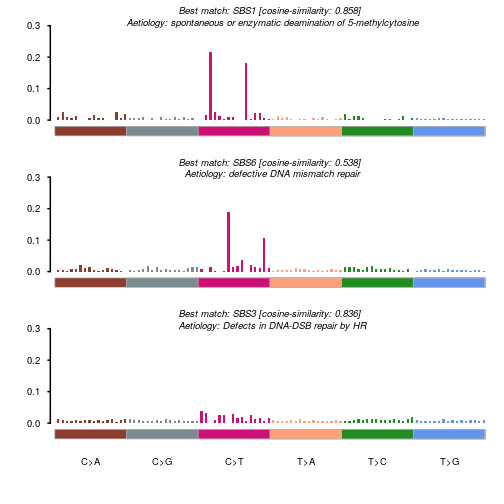 Best match: SBS1 [cosine-similarity: 0.858]
Aetiology: spontaneous or enzymatic deamination of 5-methylcytosine
0.3
0.2
0.1
0.0
Best match: SBS6 [cosine-similarity: 0.538]
Aetiology: defective DNA mismatch repair
0.3
0.2
0.1
0.0
Best match: SBS3 [cosine-similarity: 0.836]
Aetiology: Defects in DNA-DSB repair by HR
0.3
0.2
0.1
0.0
C>A C>G C>T T>A T>C T>G